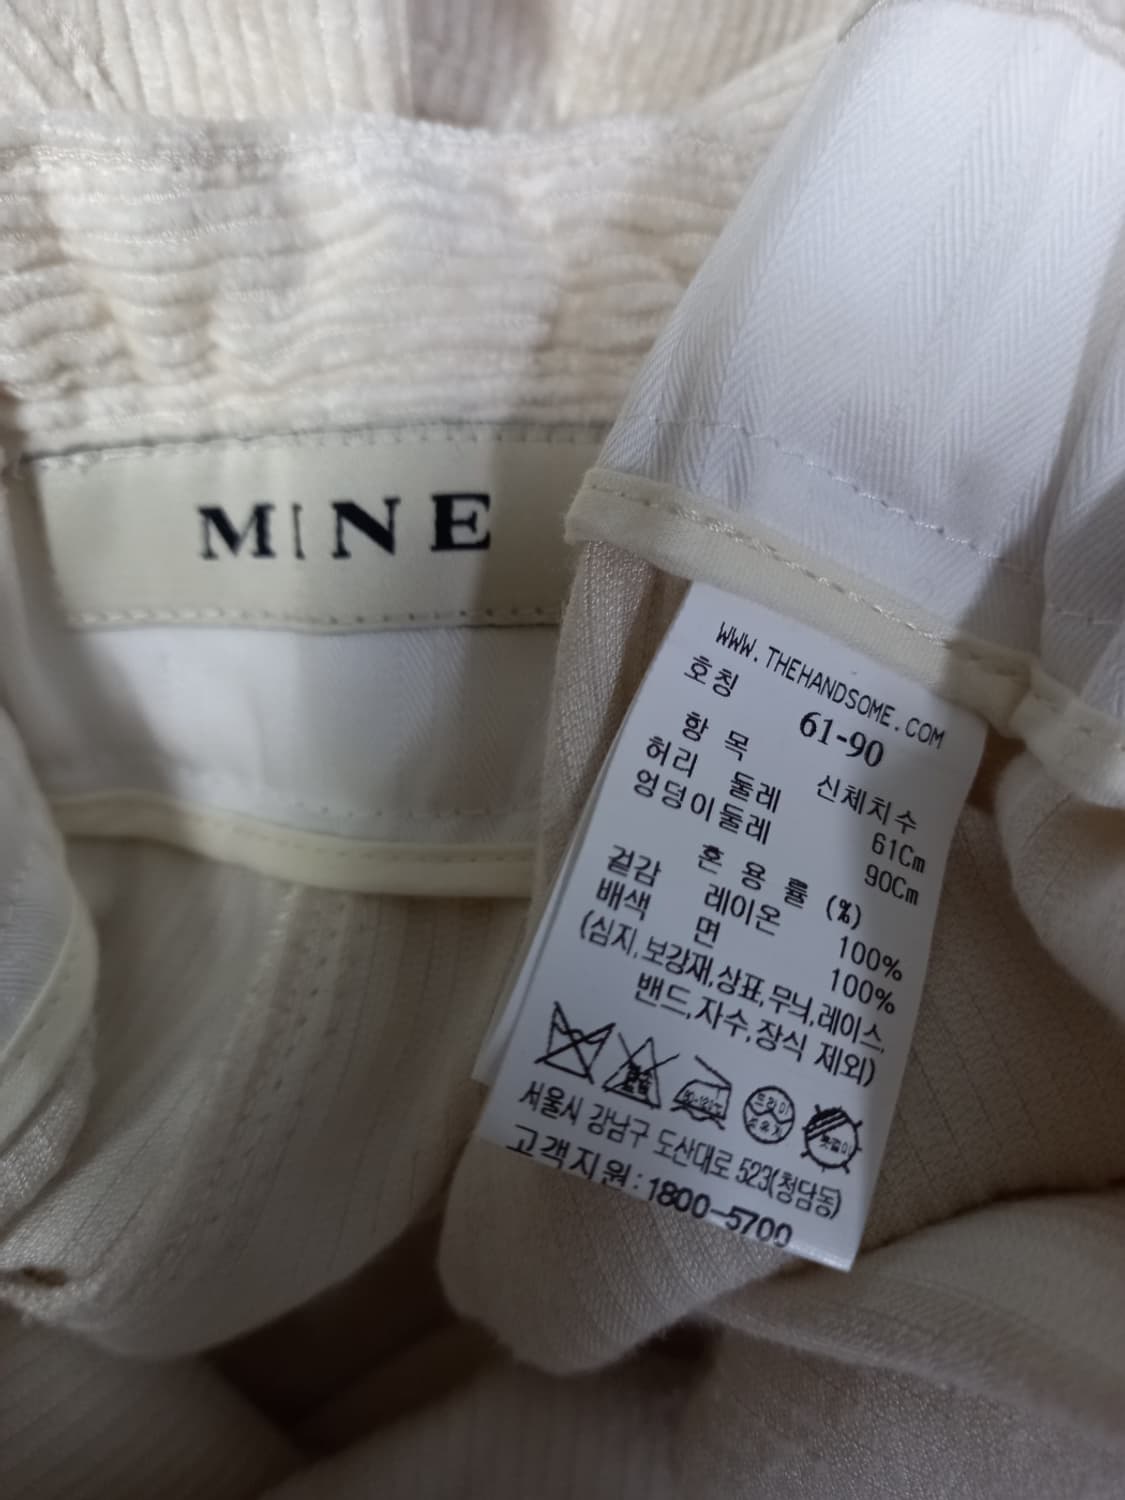 MINE
WWW.THEHANDSOME.COM
호칭 61-90
항 목 신체치수
허리 둘레 61Cm
엉덩이둘레 90Cm
혼 용 률 (%)
겉감 레이온 100%
배색 면 100%
(심지,보강재,상표,무늬,레이스,
밴드,자수,장식 제외)
드라이
서울시 강남구 도산대로 523(청담동)
고객지원:1800-5700